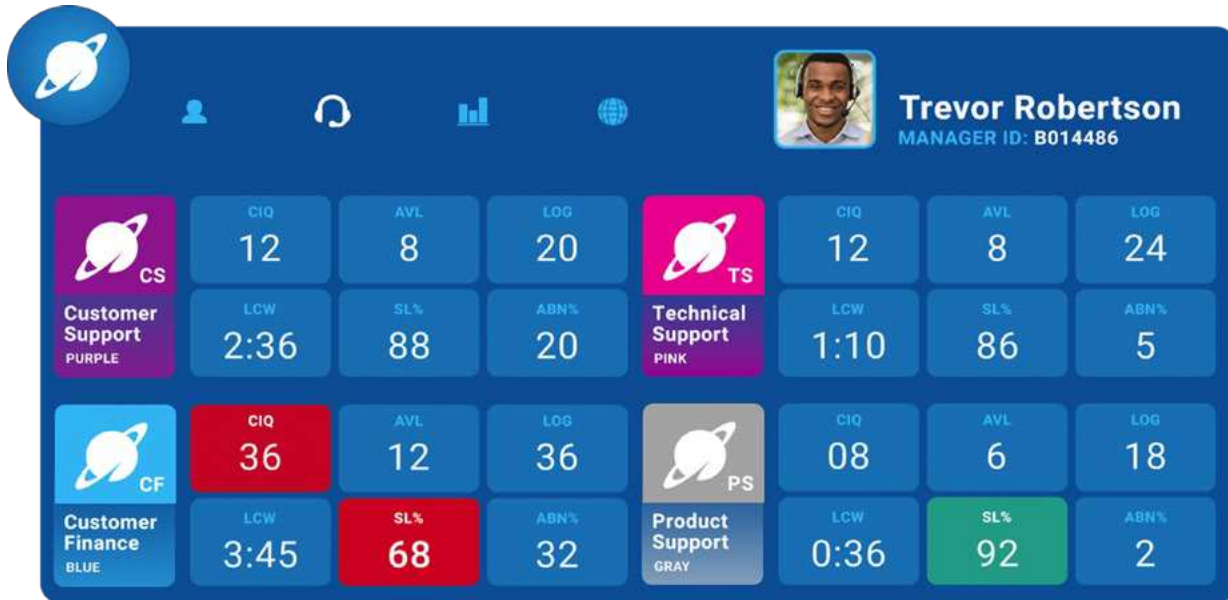 Trevor Robertson
MANAGER ID: B014486
CS
Customer
Support
PURPLE
CIQ
12
AVL
8
LOG
20
LCW
2:36
SL%
88
ABN%
20
TS
Technical
Support
PINK
CIQ
12
AVL
8
LOG
24
LCW
1:10
SL%
86
ABN%
5
CF
Customer
Finance
BLUE
CIQ
36
AVL
12
LOG
36
LCW
3:45
SL%
68
ABN%
32
PS
Product
Support
GRAY
CIQ
08
AVL
6
LOG
18
LCW
0:36
SL%
92
ABN%
2